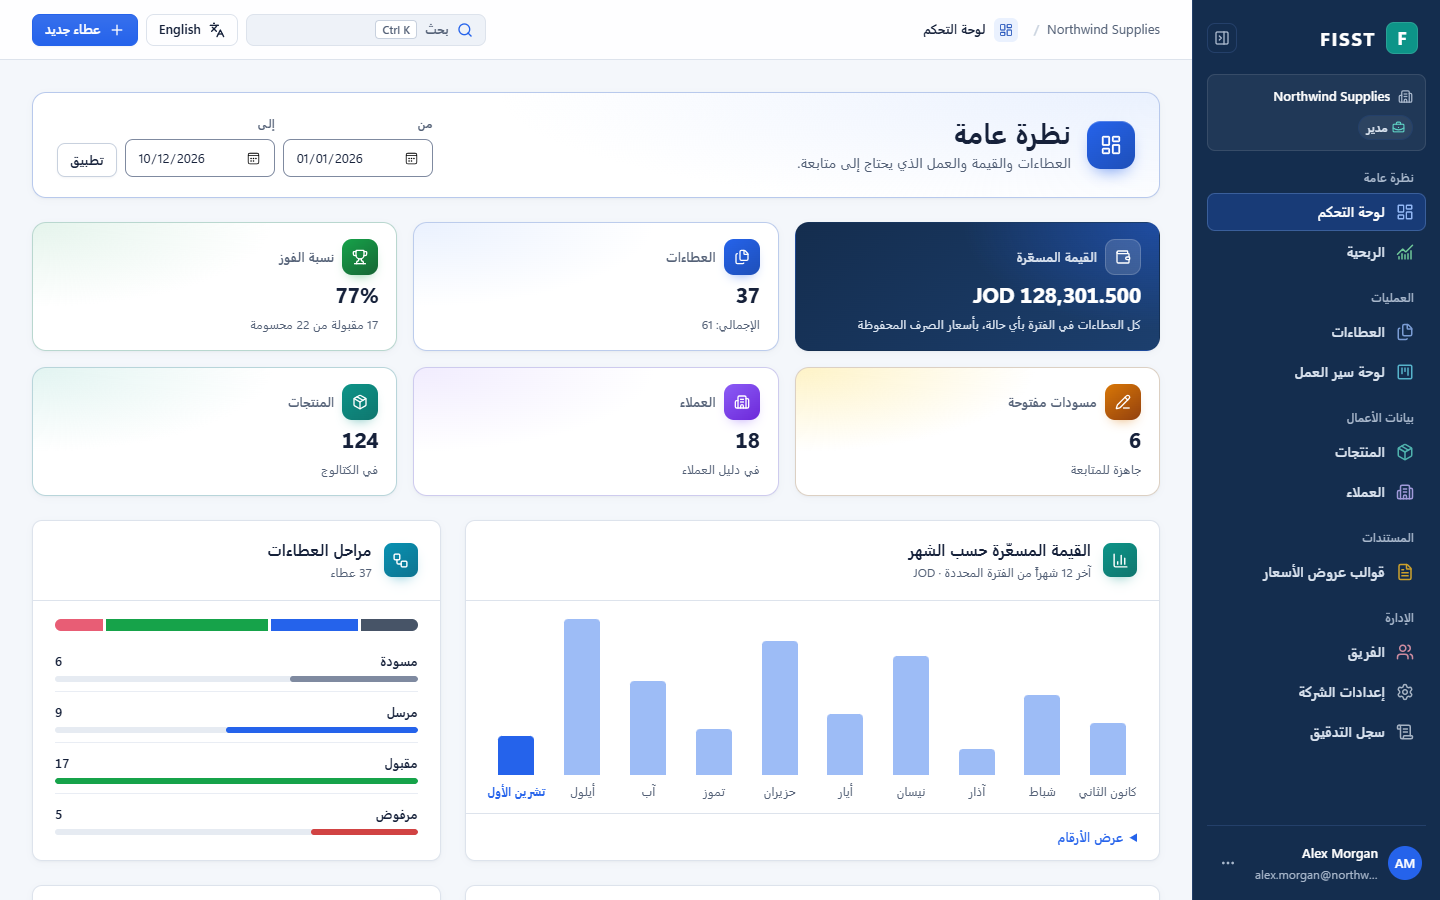 F FISST
Northwind Supplies
مدير
نظرة عامة
لوحة التحكم
الربحية
العمليات
العطاءات
لوحة سير العمل
بيانات الأعمال
المنتجات
العملاء
المستندات
قوالب عروض الأسعار
الإدارة
الفريق
إعدادات الشركة
سجل التدقيق
AM Alex Morgan
alex.morgan@northw...
Northwind Supplies / لوحة التحكم
بحث Ctrl K
English
عطاء جديد
نظرة عامة
العطاءات والقيمة والعمل الذي يحتاج إلى متابعة.
من
01/01/2026
إلى
10/12/2026
تطبيق
القيمة المسعّرة
JOD 128,301.500
كل العطاءات في الفترة بأي حالة، بأسعار الصرف المحفوظة
العطاءات
37
الإجمالي: 61
نسبة الفوز
77%
17 مقبولة من 22 محسومة
مسودات مفتوحة
6
جاهزة للمتابعة
العملاء
18
في دليل العملاء
المنتجات
124
في الكتالوج
القيمة المسعّرة حسب الشهر
آخر 12 شهراً من الفترة المحددة · JOD
كانون الثاني شباط آذار نيسان أيار حزيران تموز آب أيلول تشرين الأول
عرض الأرقام
مراحل العطاءات
37 عطاء
مسودة 6
مرسل 9
مقبول 17
مرفوض 5